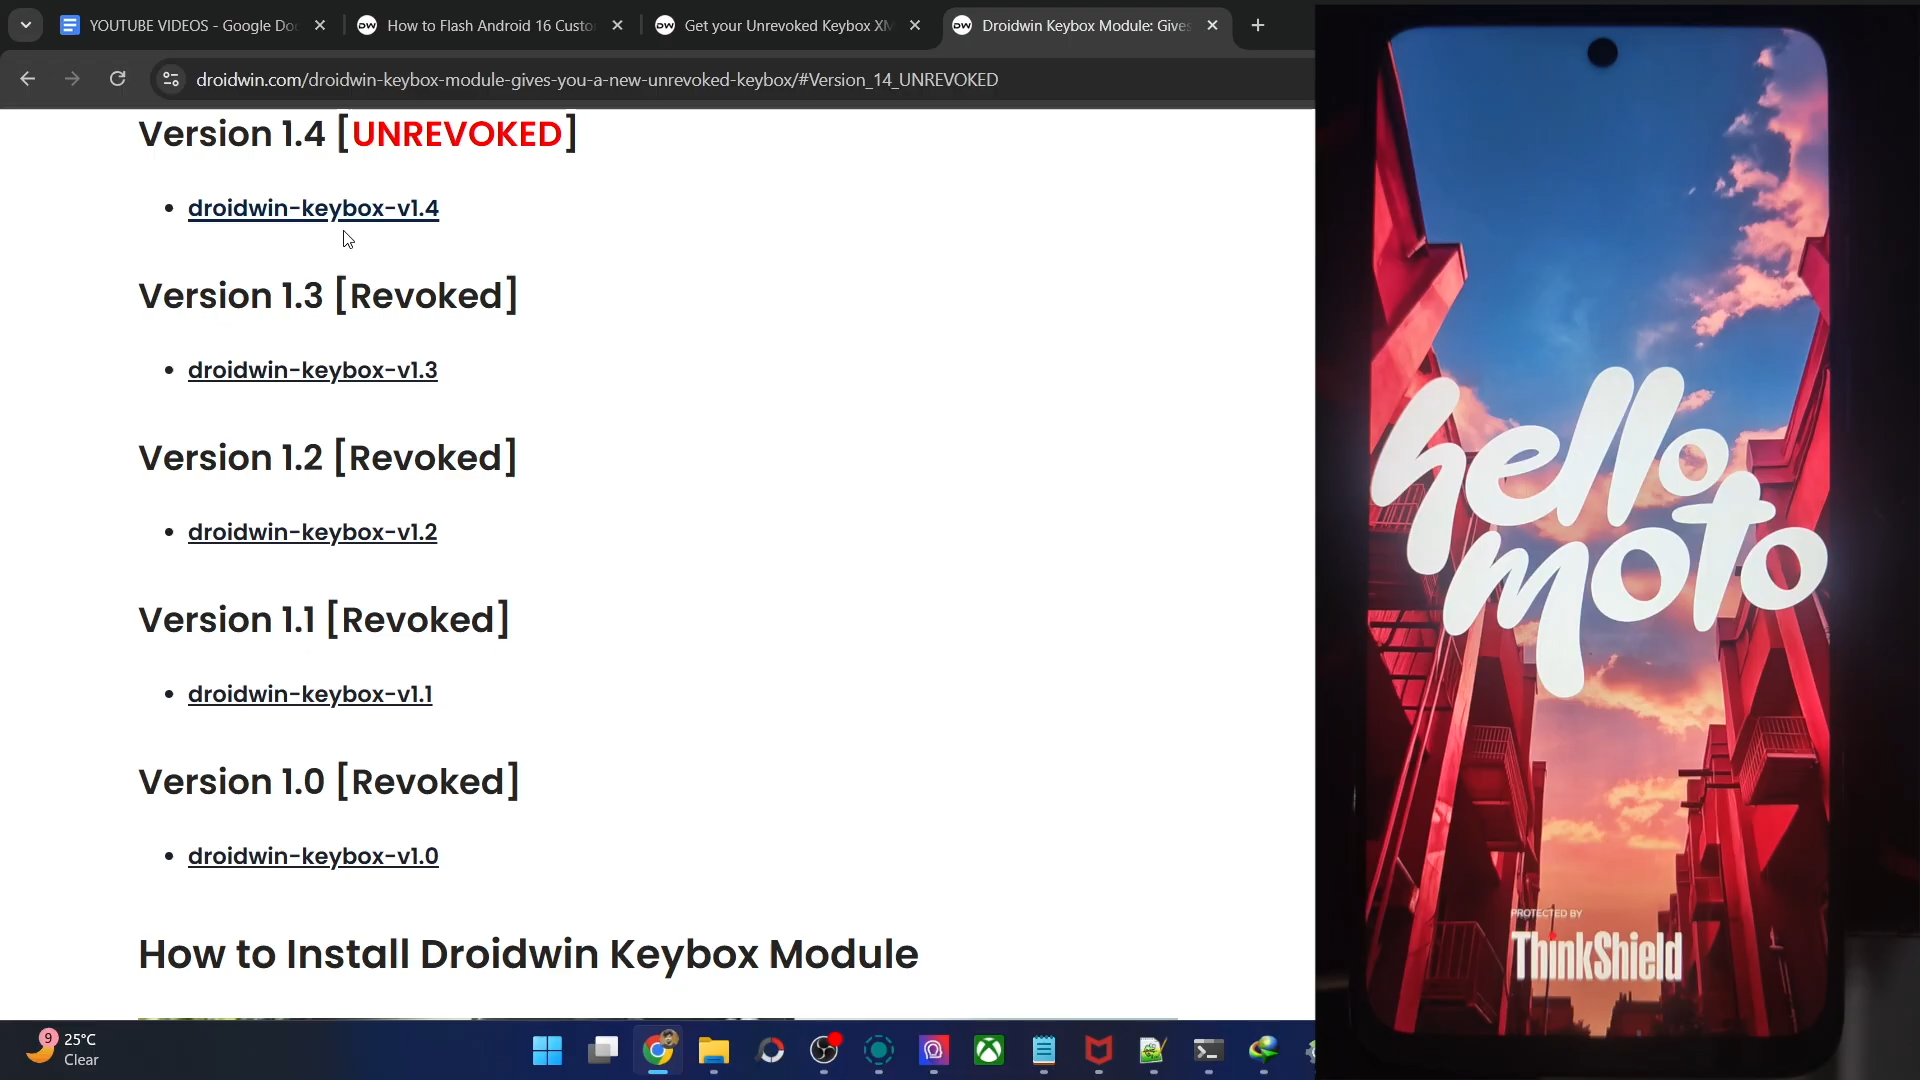 YOUTUBE VIDEOS - Google Do
How to Flash Android 16 Custo
Get your Unrevoked Keybox XM
Droidwin Keybox Module: Gives
droidwin.com/droidwin-keybox-module-gives-you-a-new-unrevoked-keybox/#Version_14_UNREVOKED
Version 1.4 [UNREVOKED]
• droidwin-keybox-v1.4
Version 1.3 [Revoked]
• droidwin-keybox-v1.3
Version 1.2 [Revoked]
• droidwin-keybox-v1.2
Version 1.1 [Revoked]
• droidwin-keybox-v1.1
Version 1.0 [Revoked]
• droidwin-keybox-v1.0
How to Install Droidwin Keybox Module
9
25°C
Clear
hello
moto
PROTECTED BY
ThinkShield